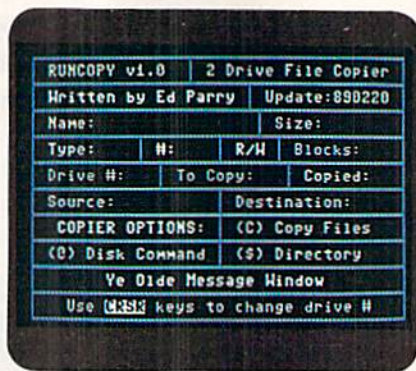 RUNCOPY v1.0 2 Drive File Copier
Written by Ed Parry Update:890220
Name: Size:
Type: #: R/W Blocks:
Drive #: To Copy: Copied:
Source: Destination:
COPIER OPTIONS: (C) Copy Files
(@) Disk Command ($) Directory
Ye Olde Message Window
Use CRSR keys to change drive #